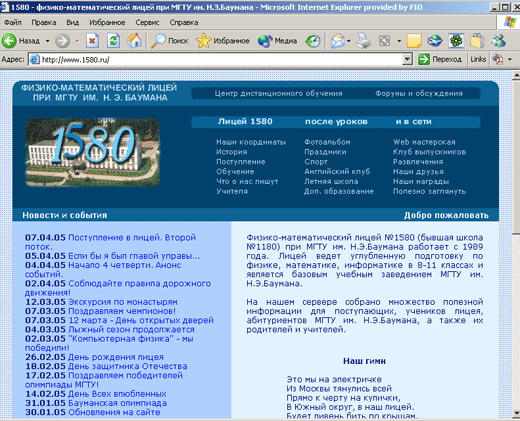 1580 - физико-математический лицей при МГТУ им. Н.Э.Баумана - Microsoft Internet Explorer provided by FIO
Файл Правка Вид Избранное Сервис Справка
Назад Поиск Избранное Медиа
Адрес: http://www.1580.ru/ Переход Links
ФИЗИКО-МАТЕМАТИЧЕСКИЙ ЛИЦЕЙ
ПРИ МГТУ ИМ. Н. Э. БАУМАНА
Центр дистанционого обучения Форумы и обсуждения
1580
Лицей 1580 после уроков и в сети
Наши координаты Фотоальбом Web мастерская
История Праздники Клуб выпускников
Поступление Спорт Развлечения
Обучение Английский клуб Наши друзья
Что о нас пишут Летняя школа Наши награды
Учителя Доп. образование Полезно заглянуть
Новости и события Добро пожаловать
07.04.05 Поступление в лицей. Второй
поток.
05.04.05 Если бы я был главой управы...
04.04.05 Начало 4 четверти. Анонс
событий.
02.04.05 Соблюдайте правила дорожного
движения!
12.03.05 Экскурсия по монастырям
07.03.05 Поздравляем чемпионов!
07.03.05 12 марта - День открытых дверей
04.03.05 Лыжный сезон продолжается
02.03.05 "Компьютерная физика" - мы
победили!
26.02.05 День рождения лицея
18.02.05 День защитника Отечества
17.02.05 Поздравляем победителей
олимпиады МГТУ!
14.02.05 День Всех влюбленных
31.01.05 Бауманская олимпиада
30.01.05 Обновления на сайте
Физико-математический лицей №1580 (бывшая школа
№1180) при МГТУ им. Н.Э.Баумана работает с 1989
года. Лицей ведет углубленную подготовку по
физике, математике, информатике в 8-11 классах и
является базовым учебным заведением МГТУ им.
Н.Э.Баумана.
На нашем сервере собрано множество полезной
информации для поступающих, учеников лицея,
абитуриентов МГТУ им. Н.Э.Баумана, а также их
родителей и учителей.
Наш гимн
Это мы на электричке
Из Москвы тянулись всей
Прямо к черту на кулички,
В Южный округ, в наш лицей.
Будет ливень бить по крышам,